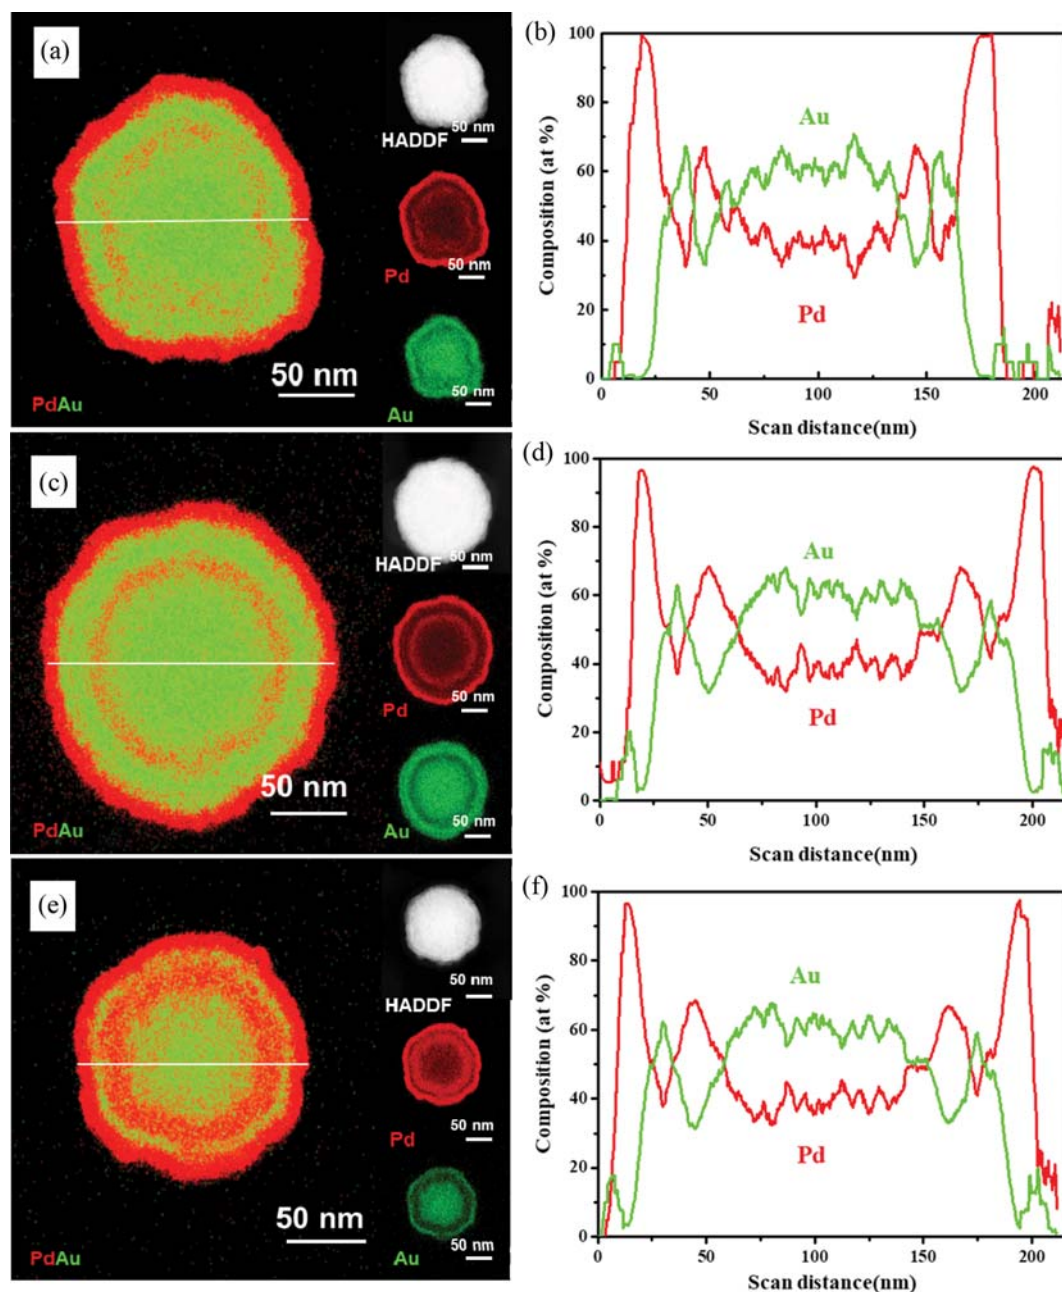 (a)
HADDF
50 nm
Pd
50 nm
Au
50 nm
50 nm
PdAu
(b)
Composition (at %)
100
80
60
40
20
0
Au
Pd
0 50 100 150 200
Scan distance(nm)
(c)
HADDF
50 nm
Pd
50 nm
Au
50 nm
50 nm
PdAu
(d)
Composition (at %)
100
80
60
40
20
0
Au
Pd
0 50 100 150 200
Scan distance(nm)
(e)
50 nm
HADDF
Pd
50 nm
Au
50 nm
50 nm
PdAu
(f)
Composition (at %)
100
80
60
40
20
0
Au
Pd
0 50 100 150 200
Scan distance(nm)